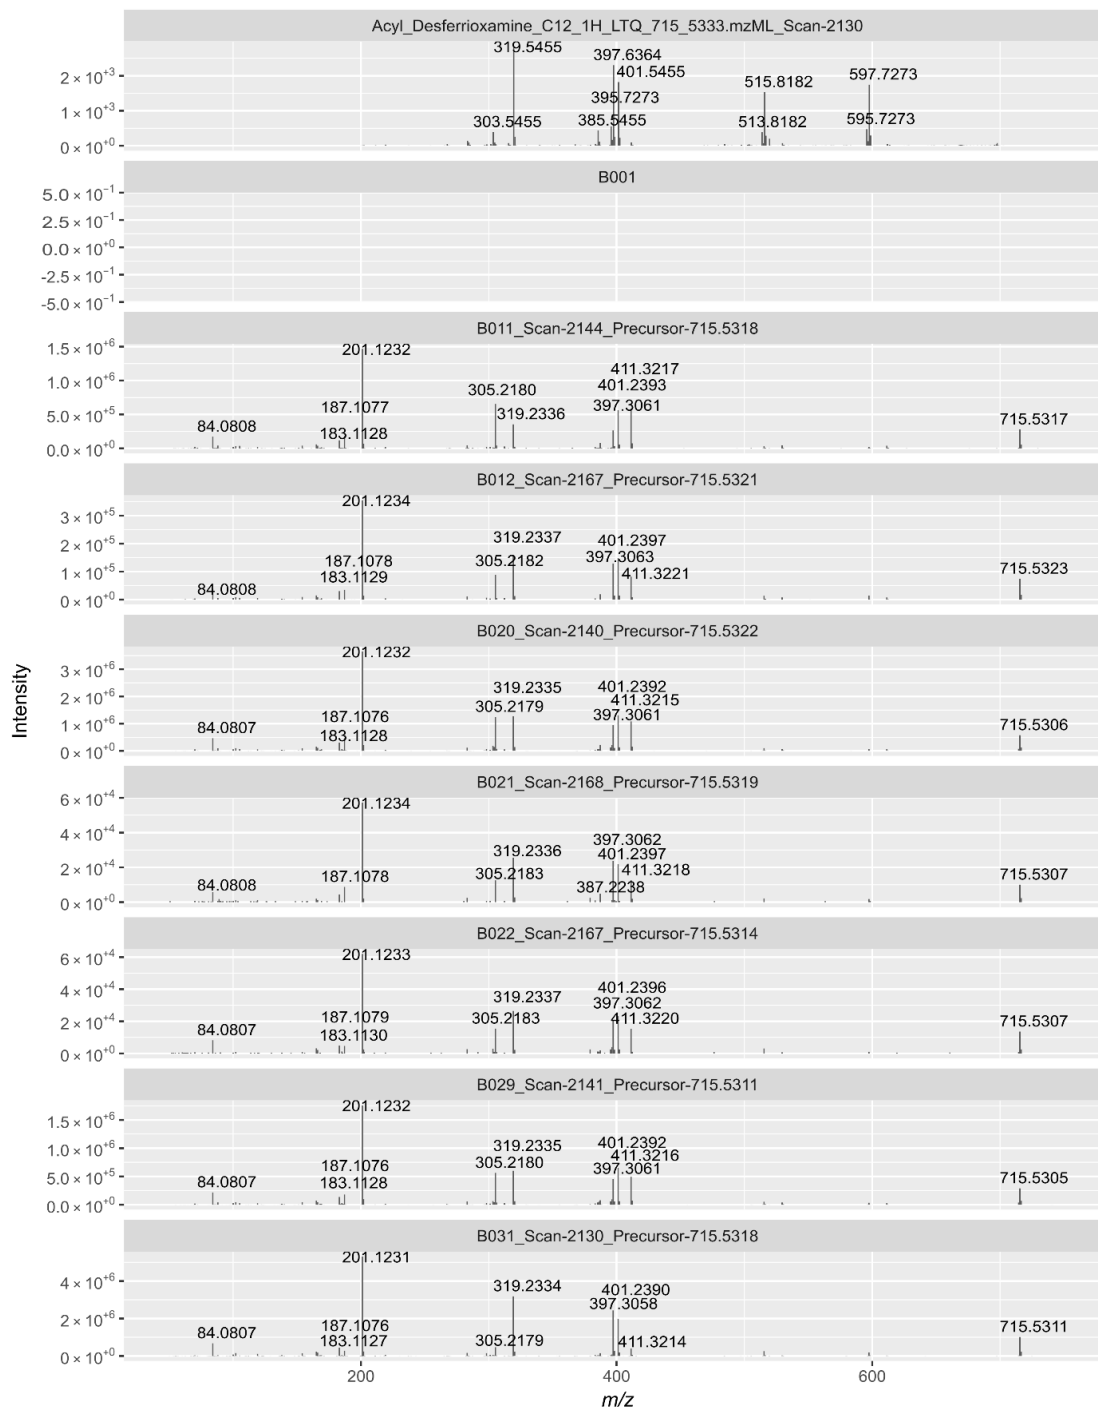 Acyl_Desferrioxamine_C12_1H_LTQ_715_5333.mzML_Scan-2130
319.5455
397.6364
401.5455
597.7273
515.8182
2 × 10⁺³
395.7273
1 × 10⁺³
303.5455
385.5455
513.8182
595.7273
0 × 10⁺⁰
B001
5.0 × 10⁻¹
2.5 × 10⁻¹
0.0 × 10⁺⁰
-2.5 × 10⁻¹
-5.0 × 10⁻¹
B011_Scan-2144_Precursor-715.5318
1.5 × 10⁺⁶
201.1232
411.3217
1.0 × 10⁺⁶
305.2180
401.2393
187.1077
397.3061
5.0 × 10⁺⁵
319.2336
84.0808
183.1128
715.5317
0.0 × 10⁺⁰
B012_Scan-2167_Precursor-715.5321
201.1234
3 × 10⁺⁵
319.2337
401.2397
2 × 10⁺⁵
187.1078
305.2182
397.3063
1 × 10⁺⁵
183.1129
411.3221
715.5323
84.0808
0 × 10⁺⁰
B020_Scan-2140_Precursor-715.5322
201.1232
3 × 10⁺⁶
319.2335
401.2392
2 × 10⁺⁶
305.2179
411.3215
187.1076
397.3061
1 × 10⁺⁶
84.0807
183.1128
715.5306
0 × 10⁺⁰
Intensity
B021_Scan-2168_Precursor-715.5319
6 × 10⁺⁴
201.1234
4 × 10⁺⁴
397.3062
319.2336
401.2397
2 × 10⁺⁴
187.1078
305.2183
411.3218
84.0808
387.2238
715.5307
0 × 10⁺⁰
B022_Scan-2167_Precursor-715.5314
6 × 10⁺⁴
201.1233
4 × 10⁺⁴
319.2337
401.2396
397.3062
2 × 10⁺⁴
187.1079
305.2183
411.3220
84.0807
183.1130
715.5307
0 × 10⁺⁰
B029_Scan-2141_Precursor-715.5311
201.1232
1.5 × 10⁺⁶
1.0 × 10⁺⁶
319.2335
401.2392
187.1076
305.2180
411.3216
397.3061
5.0 × 10⁺⁵
84.0807
183.1128
715.5305
0.0 × 10⁺⁰
B031_Scan-2130_Precursor-715.5318
201.1231
4 × 10⁺⁶
319.2334
401.2390
397.3058
2 × 10⁺⁶
187.1076
84.0807
183.1127
305.2179
411.3214
715.5311
0 × 10⁺⁰
200
400
600
m/z